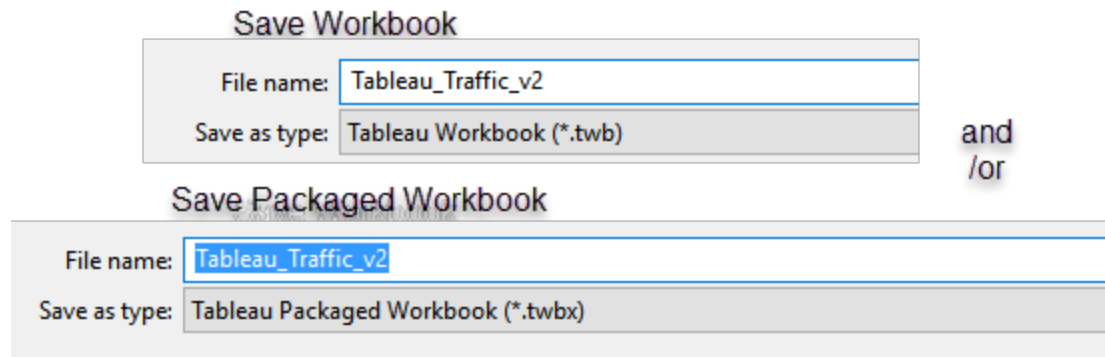 Save Workbook
File name: Tableau_Traffic_v2
Save as type: Tableau Workbook (*.twb)
and
/or
Save Packaged Workbook
File name: Tableau_Traffic_v2
Save as type: Tableau Packaged Workbook (*.twbx)